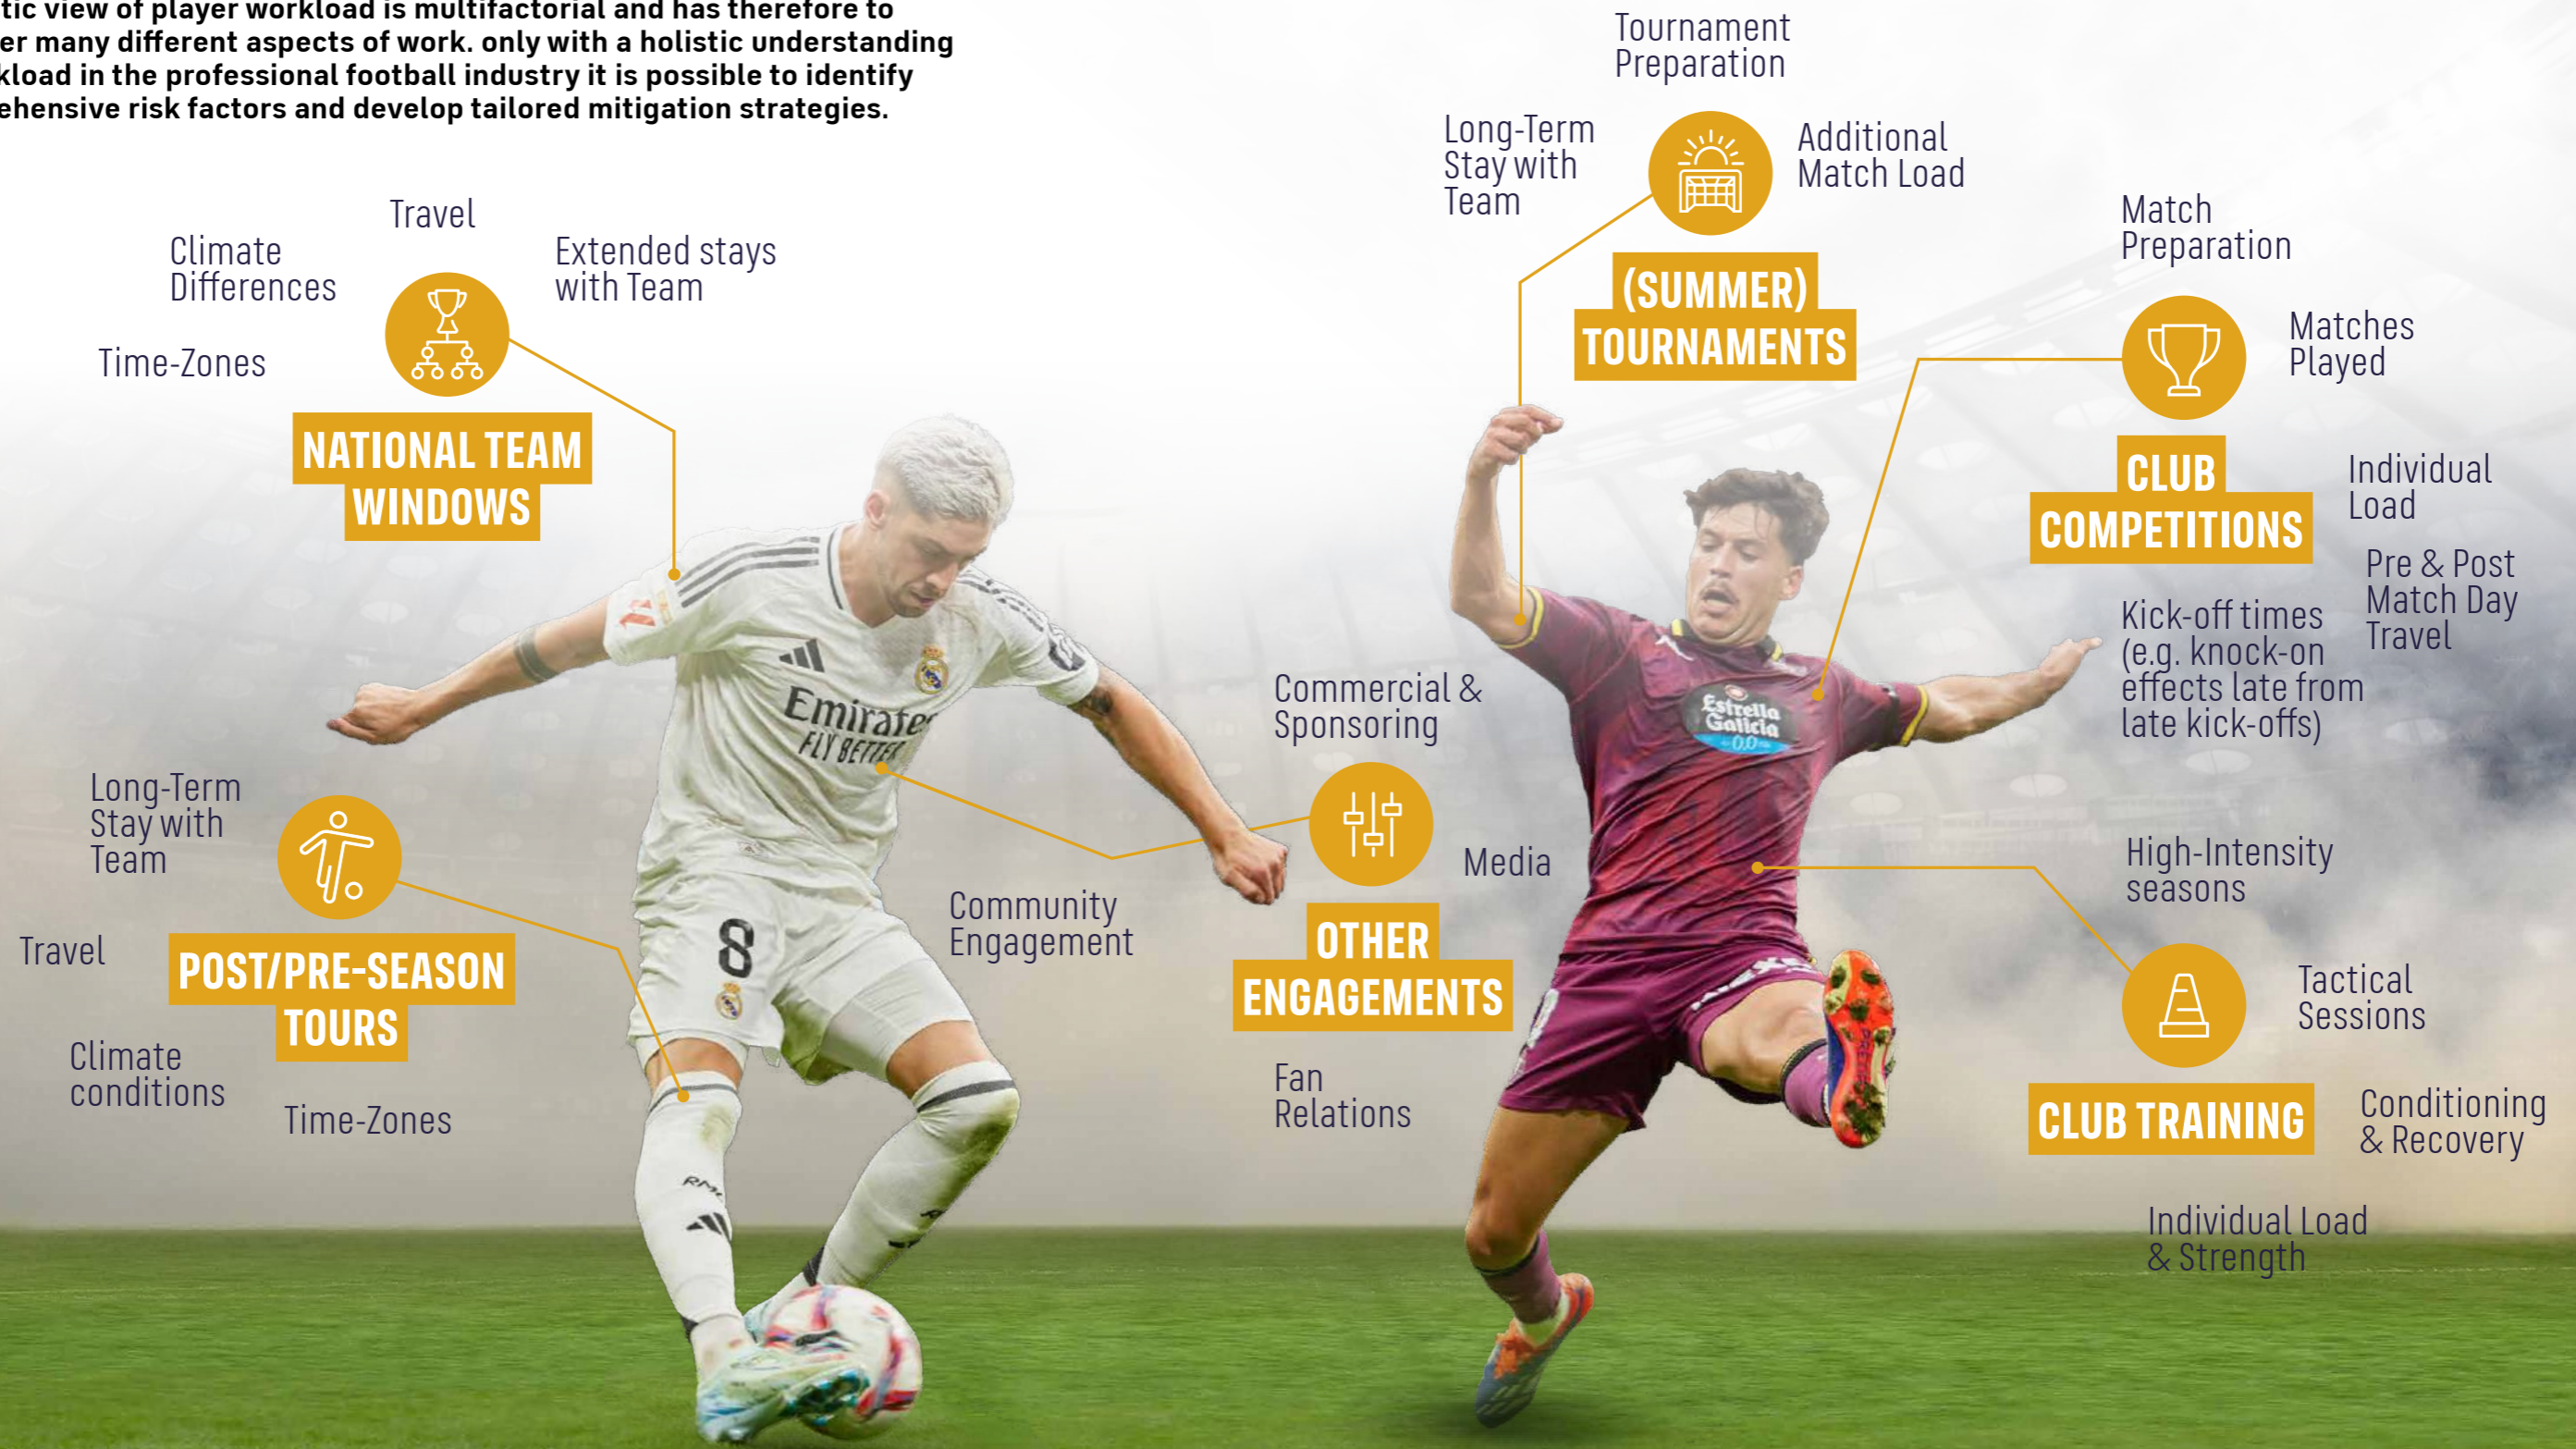 tic view of player workload is multifactorial and has therefore to
er many different aspects of work. only with a holistic understanding
kload in the professional football industry it is possible to identify
ehensive risk factors and develop tailored mitigation strategies.
Travel
Climate
Differences
Extended stays
with Team
Time-Zones
NATIONAL TEAM
WINDOWS
Tournament
Preparation
Long-Term
Stay with
Team
Additional
Match Load
(SUMMER)
TOURNAMENTS
Match
Preparation
Matches
Played
CLUB
COMPETITIONS
Individual
Load
Pre & Post
Match Day
Travel
Kick-off times
(e.g. knock-on
effects late from
late kick-offs)
Long-Term
Stay with
Team
Travel
POST/PRE-SEASON
TOURS
Climate
conditions
Time-Zones
Commercial &
Sponsoring
Media
Community
Engagement
OTHER
ENGAGEMENTS
Fan
Relations
High-Intensity
seasons
Tactical
Sessions
CLUB TRAINING
Conditioning
& Recovery
Individual Load
& Strength
Emirates
FLY BETTER
8
Estrella
Galicia
0,0